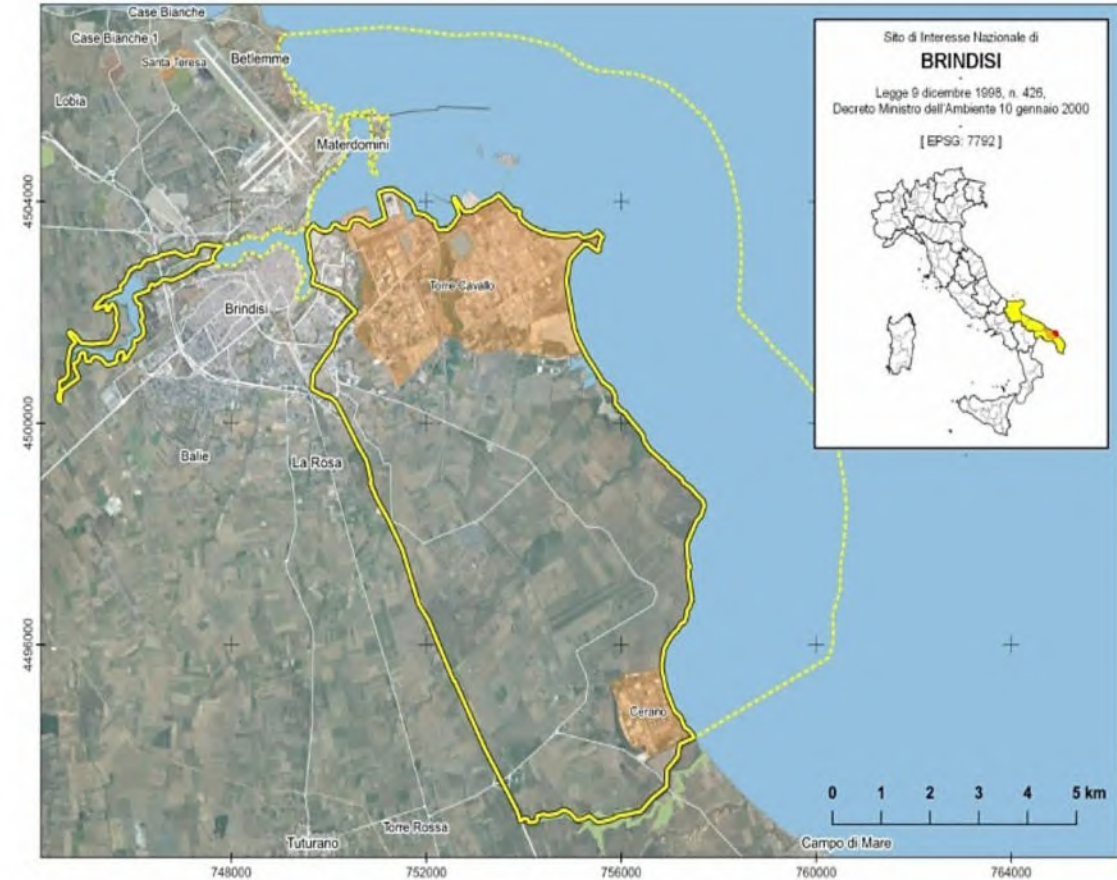 Case Bianche
Case Bianche 1
Santa Teresa
Betlemme
Lobia
Materdomini
Torre Cavallo
Brindisi
Balie
La Rosa
Cerano
Torre Rossa
Tuturano
Campo di Mare
Sito di Interesse Nazionale di
BRINDISI
-
Legge 9 dicembre 1998, n. 426,
Decreto Ministro dell'Ambiente 10 gennaio 2000
-
[ EPSG: 7792 ]
0 1 2 3 4 5 km
4504000
4500000
4496000
748000 752000 756000 760000 764000